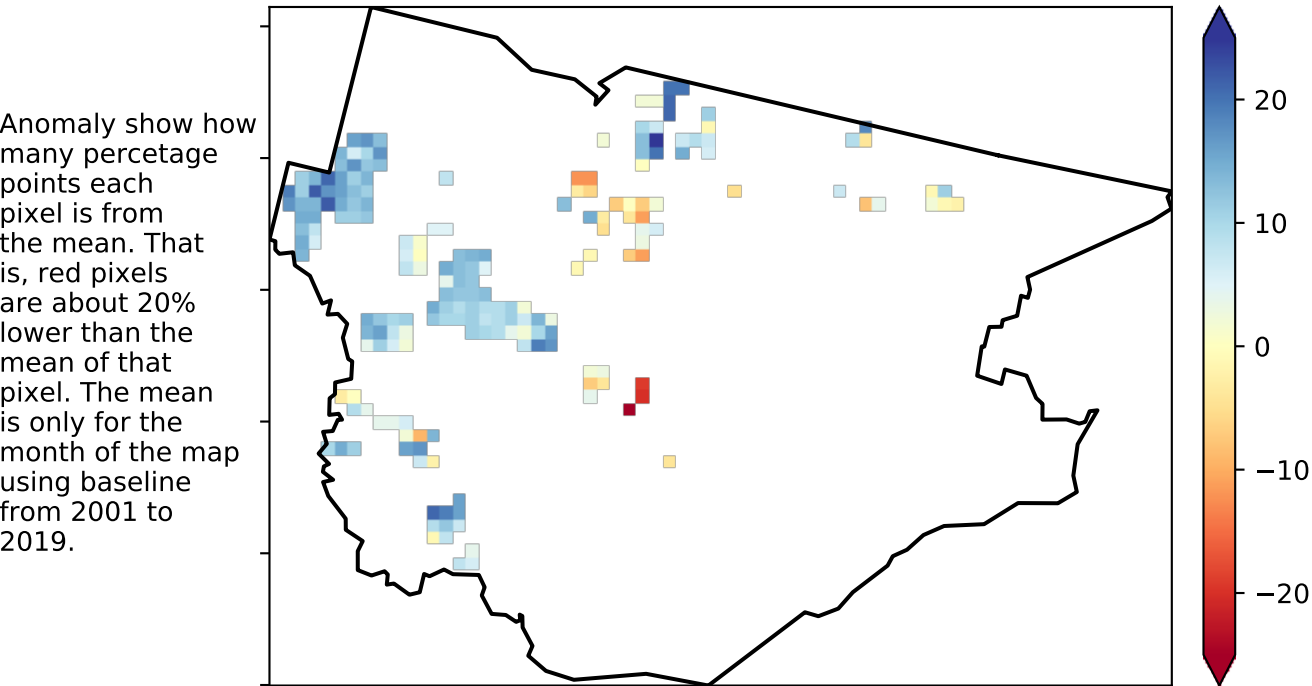 Anomaly show how
many percetage
points each
pixel is from
the mean. That
is, red pixels
are about 20%
lower than the
mean of that
pixel. The mean
is only for the
month of the map
using baseline
from 2001 to
2019.
20
10
0
−10
−20